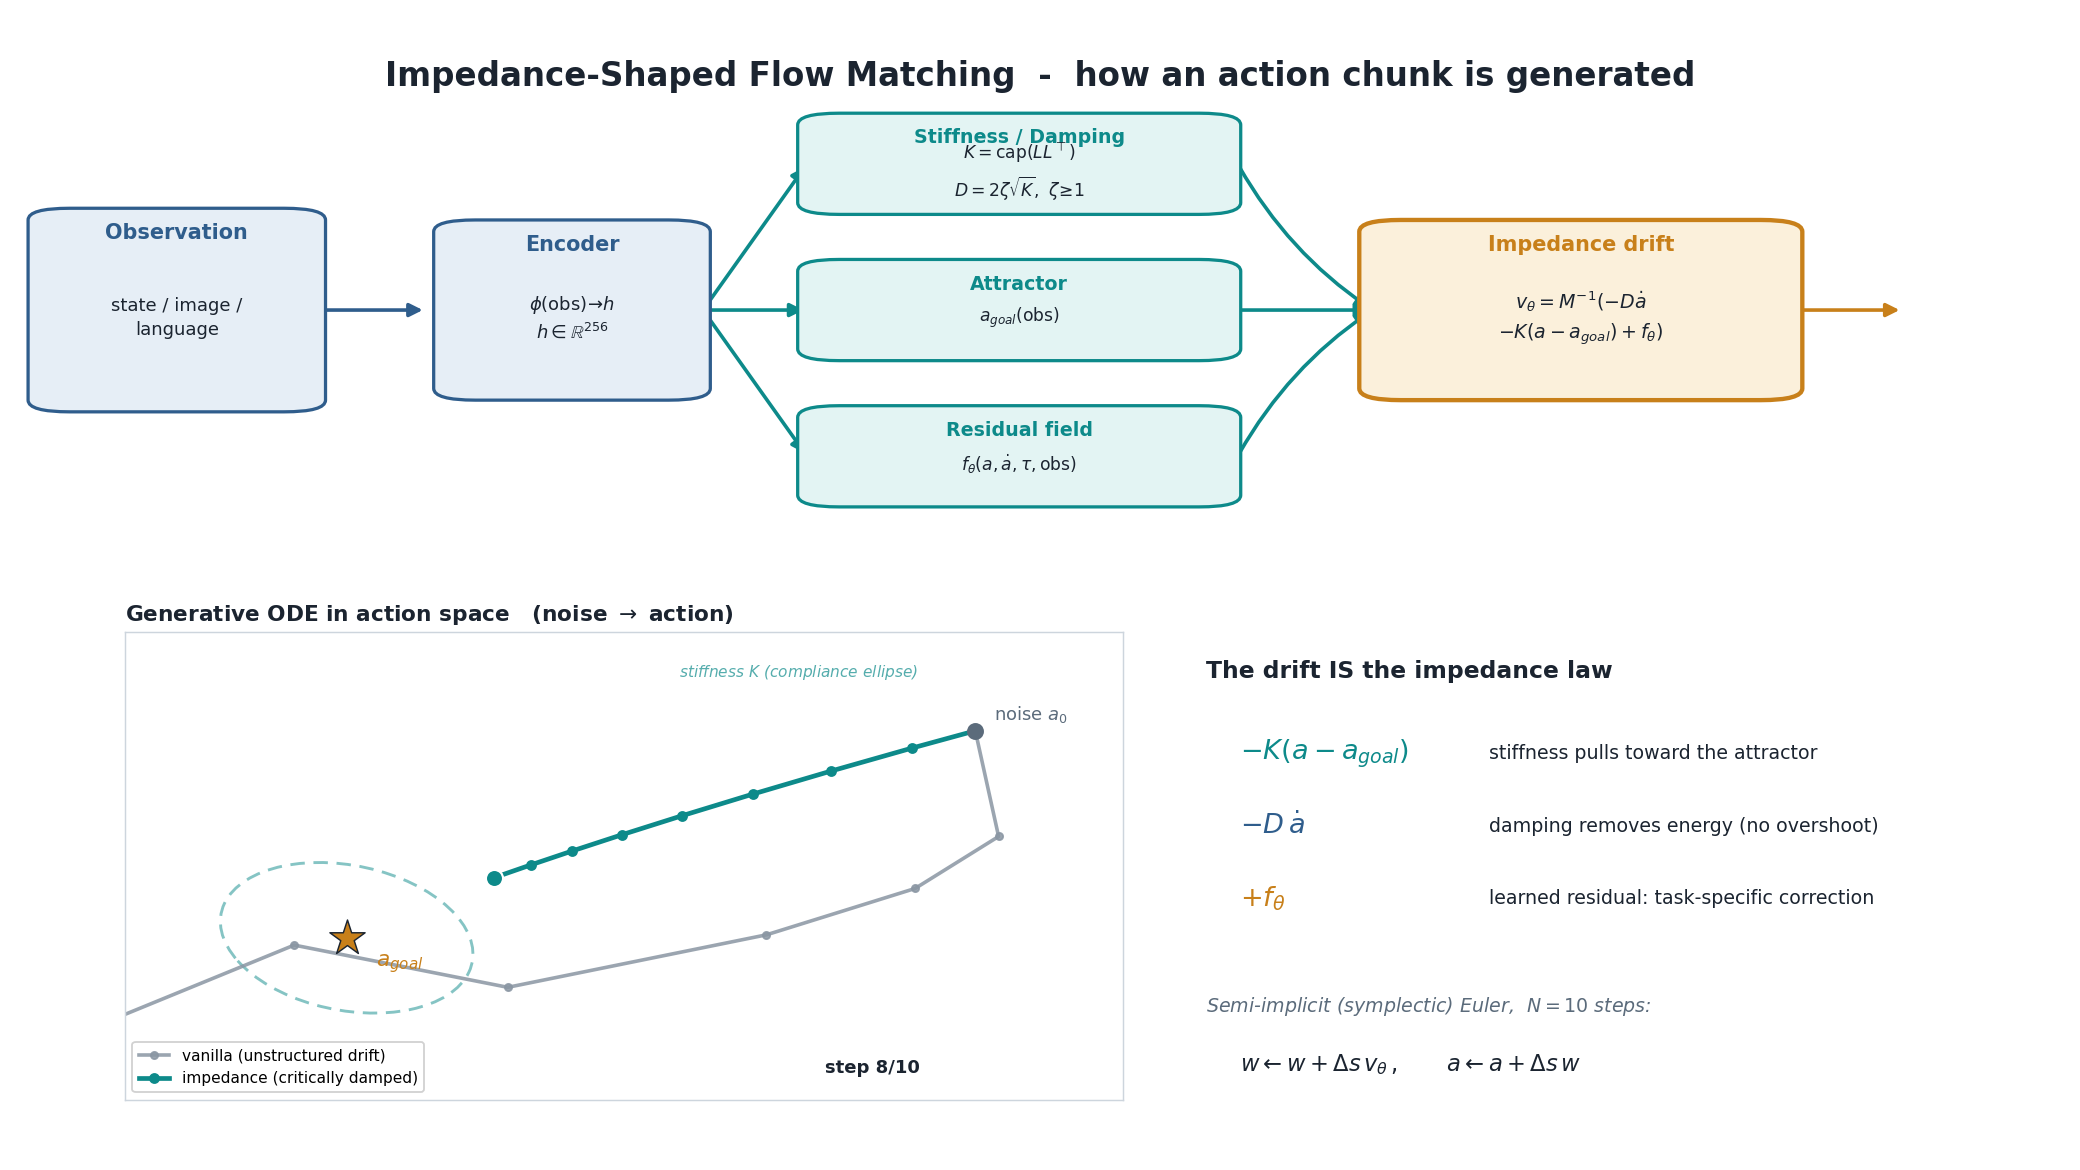 Impedance-Shaped Flow Matching - how an action chunk is generated
Observation
state / image /
language
Encoder
ϕ(obs)→h
h ∈ ℝ²⁵⁶
Stiffness / Damping
K = cap(LL⊤)
D = 2ζ√K, ζ≥1
Attractor
a_goal(obs)
Residual field
f_θ(a, ȧ, τ, obs)
Impedance drift
v_θ = M⁻¹(−Dȧ
−K(a − a_goal) + f_θ)
Generative ODE in action space (noise → action)
stiffness K (compliance ellipse)
noise a₀
a_goal
vanilla (unstructured drift)
impedance (critically damped)
step 8/10
The drift IS the impedance law
−K(a − a_goal) stiffness pulls toward the attractor
−D ȧ damping removes energy (no overshoot)
+f_θ learned residual: task-specific correction
Semi-implicit (symplectic) Euler, N = 10 steps:
w ← w + Δs v_θ , a ← a + Δs w